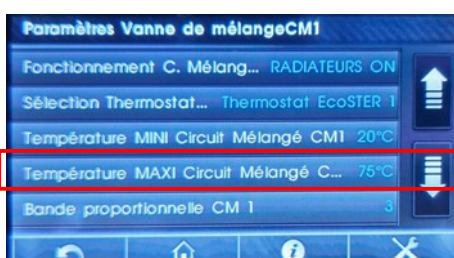 Paramètres Vanne de mélangeCM1
Fonctionnement C. Mélang... RADIATEURS ON
Sélection Thermostat... Thermostat EcoSTER 1
Température MINI Circuit Mélangé CM1 20°C
Température MAXI Circuit Mélangé C... 75°C
Bande proportionnelle CM 1 3